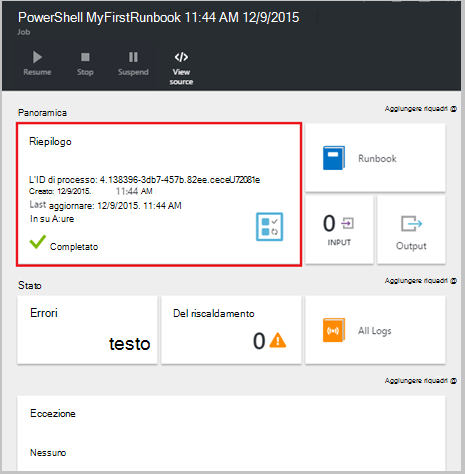 PowerShell MyFirstRunbook 11:44 AM 12/9/2015
Job
Resume
Stop
Suspend
View source
Panoramica
Aggiungere riquadri @
Riepilogo
L'ID di processo: 4.138396-3db7-457b.82ee.ceceU72081e
Creato: 12/9/2015. 11:44 AM
Last aggiornare: 12/9/2015. 11:44 AM
In su A:ure
Completato
Runbook
0
INPUT
Output
Stato
Aggiungere riquadri @
Errori
testo
Del riscaldamento
0
All Logs
Aggiungere riquadri @
Eccezione
Nessuno